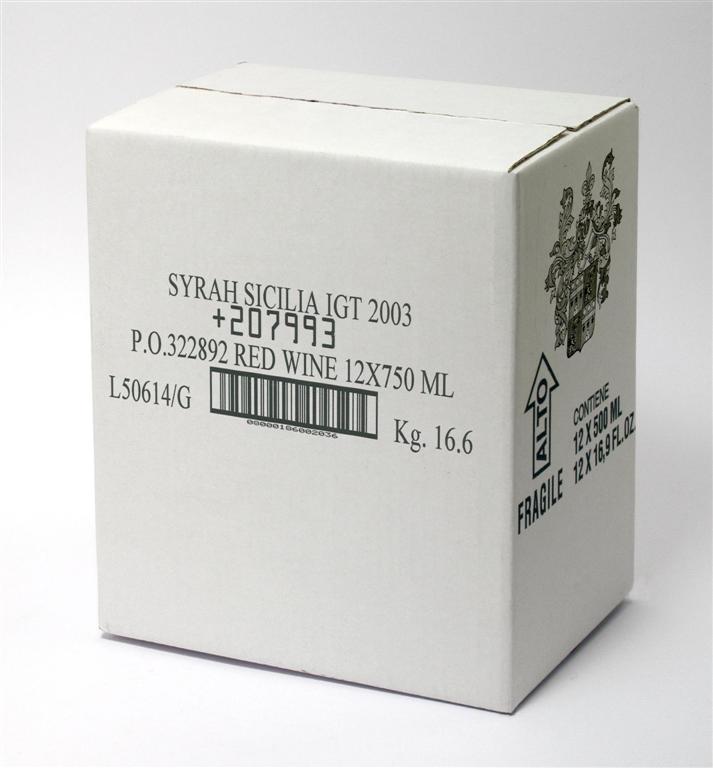 SYRAH SICILIA IGT 2003
+207993
P.O.322892 RED WINE 12X750 ML
L50614/G
08000186002036
Kg. 16.6
ALTO
FRAGILE
CONTIENE
12 X 500 ML
12 X 16,9 FL.OZ.